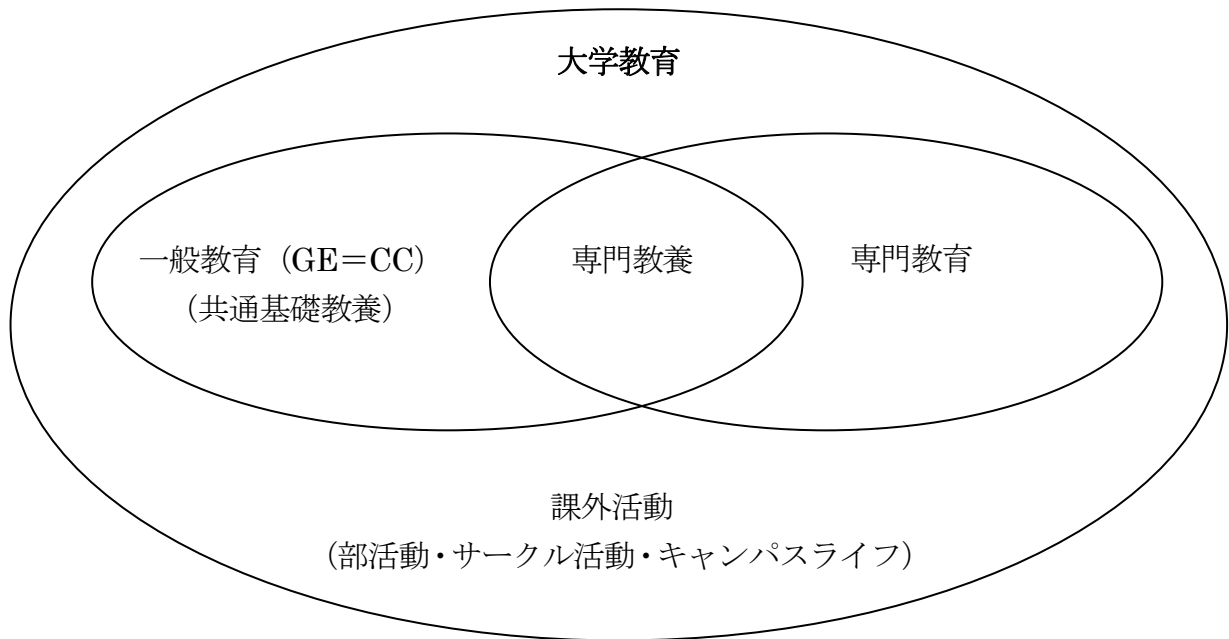 大学教育
一般教育(GE=CC)
(共通基礎教養)
専門教養
専門教育
課外活動
(部活動・サークル活動・キャンパスライフ)